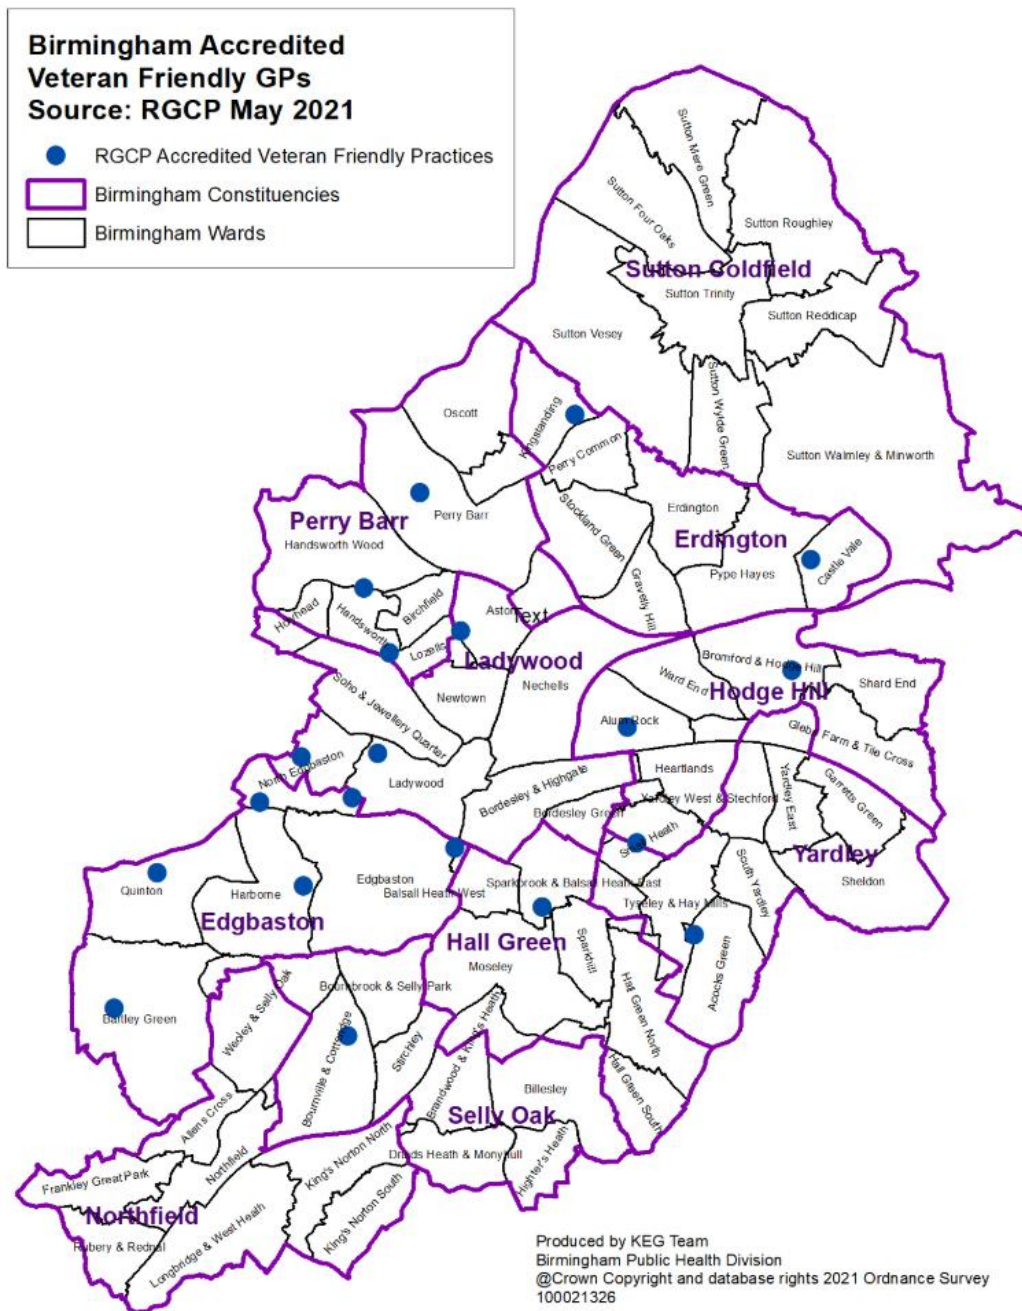 Birmingham Accredited
Veteran Friendly GPs
Source: RGCP May 2021
RGCP Accredited Veteran Friendly Practices
Birmingham Constituencies
Birmingham Wards
Sutton Mere Green
Sutton Four Oaks
Sutton Roughley
Sutton Coldfield
Sutton Trinity
Sutton Reddicap
Sutton Vesey
Sutton Wylde Green
Sutton Walmley & Minworth
Oscott
Kingstanding
Perry Common
Perry Barr
Perry Barr
Handsworth Wood
Stockland Green
Erdington
Erdington
Pype Hayes
Castle Vale
Gravelly Hill
Holyhead
Handsworth
Birchfield
Lozells
Aston
Text
Ladywood
Newtown
Nechells
Soho & Jewellery Quarter
Bromford & Hodge Hill
Ward End
Hodge Hill
Shard End
Alum Rock
Glebe Farm & Tile Cross
North Edgbaston
Ladywood
Bordesley & Highgate
Heartlands
Bordesley Green
Yardley West & Stechford
Yardley East
Garretts Green
Small Heath
Yardley
Sheldon
South Yardley
Quinton
Harborne
Edgbaston
Edgbaston
Balsall Heath West
Sparkbrook & Balsall Heath East
Tyseley & Hay Mills
Hall Green
Moseley
Sparkhill
Acocks Green
Hall Green North
Hall Green South
Bartley Green
Weoley & Selly Oak
Bournbrook & Selly Park
Bournville & Cotteridge
Stirchley
Brandwood & King's Heath
Billesley
Selly Oak
Druids Heath & Monyhull
Highter's Heath
Allens Cross
Northfield
Frankley Great Park
Northfield
Rubery & Rednal
Longbridge & West Heath
King's Norton North
King's Norton South
Produced by KEG Team
Birmingham Public Health Division
@Crown Copyright and database rights 2021 Ordnance Survey
100021326